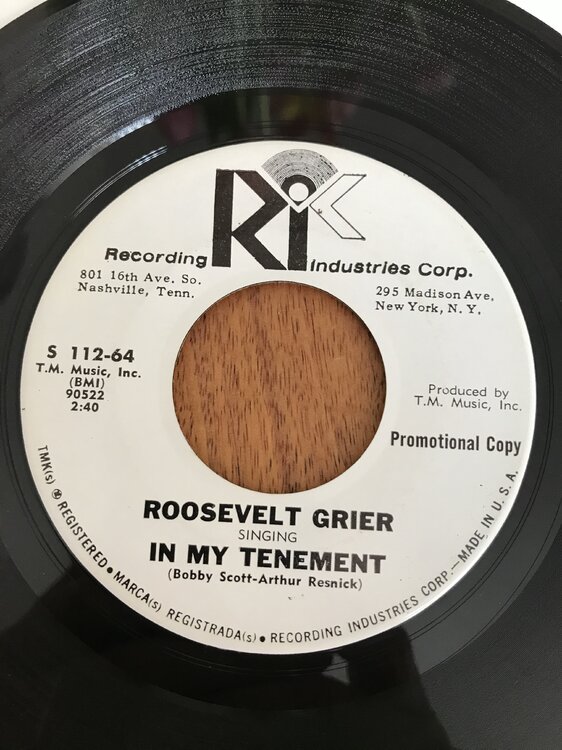 RIC
Recording Industries Corp.
801 16th Ave. So.
Nashville, Tenn.
295 Madison Ave.
New York, N. Y.
S 112-64
T.M. Music, Inc.
(BMI)
90522
2:40
Produced by
T.M. Music, Inc.
Promotional Copy
ROOSEVELT GRIER
SINGING
IN MY TENEMENT
(Bobby Scott-Arthur Resnick)
TMK(s) ® REGISTERED • MARCA(s) REGISTRADA(s) • RECORDING INDUSTRIES CORP.—MADE IN U.S.A.